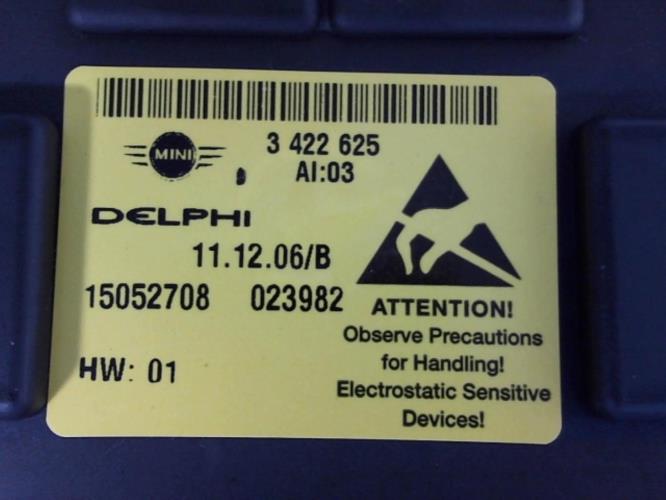 MINI
3 422 625
AI:03
DELPHI
11.12.06/B
15052708 023982
HW: 01
ATTENTION!
Observe Precautions
for Handling!
Electrostatic Sensitive
Devices!